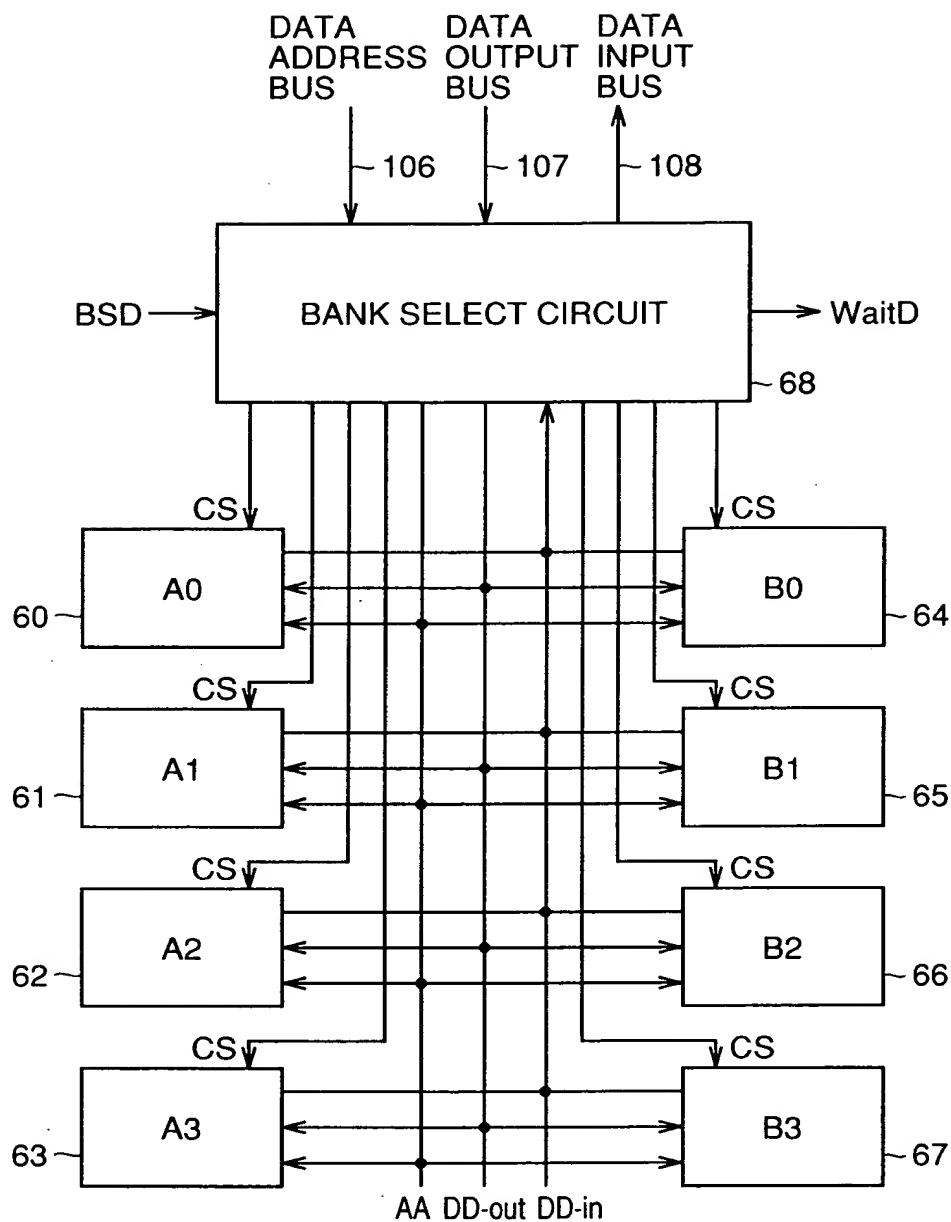 DATA ADDRESS BUS
DATA OUTPUT BUS
DATA INPUT BUS
106
107
108
BSD
BANK SELECT CIRCUIT
WaitD
68
CS
CS
A0
B0
60
64
CS
CS
A1
B1
61
65
CS
CS
A2
B2
62
66
CS
CS
A3
B3
63
67
AA DD-out DD-in